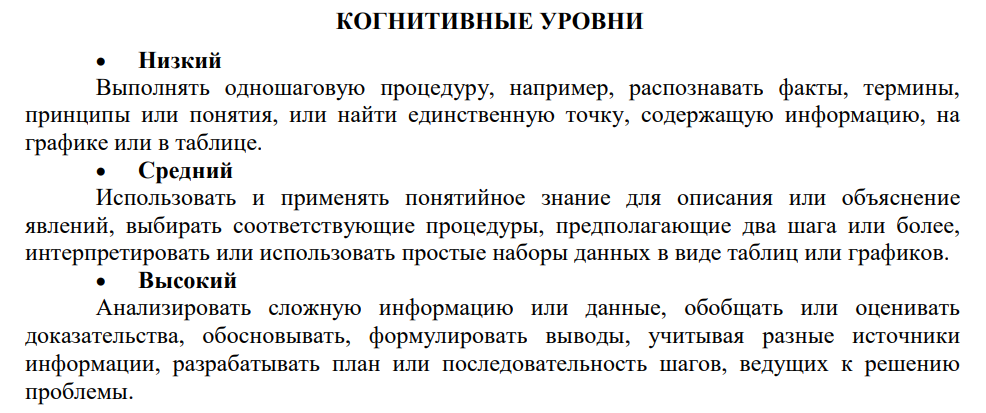 КОГНИТИВНЫЕ УРОВНИ
• Низкий
Выполнять одношаговую процедуру, например, распознавать факты, термины,
принципы или понятия, или найти единственную точку, содержащую информацию, на
графике или в таблице.
• Средний
Использовать и применять понятийное знание для описания или объяснение
явлений, выбирать соответствующие процедуры, предполагающие два шага или более,
интерпретировать или использовать простые наборы данных в виде таблиц или графиков.
• Высокий
Анализировать сложную информацию или данные, обобщать или оценивать
доказательства, обосновывать, формулировать выводы, учитывая разные источники
информации, разрабатывать план или последовательность шагов, ведущих к решению
проблемы.